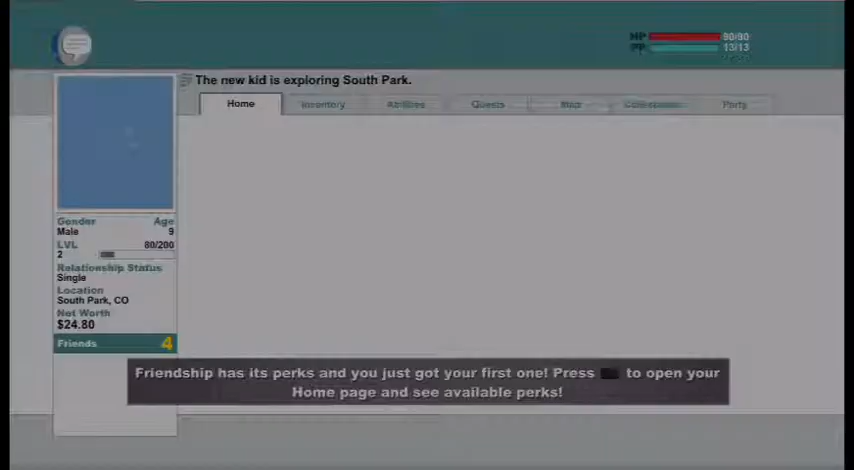 HP 90/90
PP 13/13
The new kid is exploring South Park.
Home Inventory Abilities Quests Map Collectibles Party
Gender Age
Male 9
LVL 80/200
2
Relationship Status
Single
Location
South Park, CO
Net Worth
$24.80
Friends 4
Friendship has its perks and you just got your first one! Press to open your
Home page and see available perks!